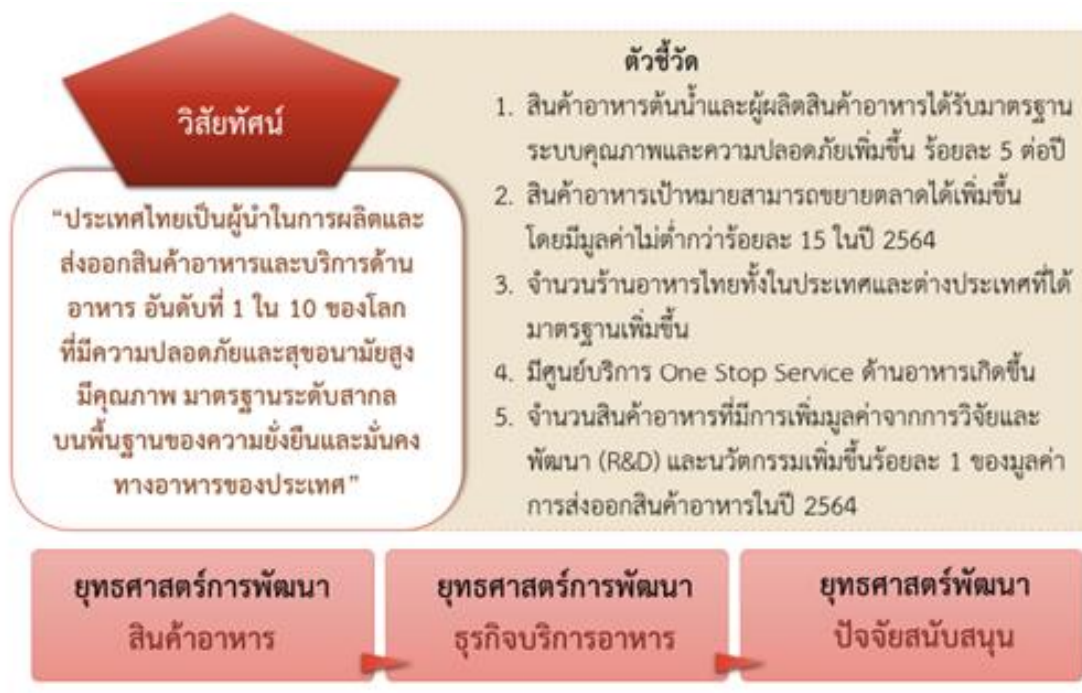 วิสัยทัศน์
“ประเทศไทยเป็นผู้นำในการผลิตและ
ส่งออกสินค้าอาหารและบริการด้าน
อาหาร อันดับที่ 1 ใน 10 ของโลก
ที่มีความปลอดภัยและสุขอนามัยสูง
มีคุณภาพ มาตรฐานระดับสากล
บนพื้นฐานของความยั่งยืนและมั่นคง
ทางอาหารของประเทศ”
ตัวชี้วัด
1. สินค้าอาหารต้นน้ำและผู้ผลิตสินค้าอาหารได้รับมาตรฐาน
ระบบคุณภาพและความปลอดภัยเพิ่มขึ้น ร้อยละ 5 ต่อปี
2. สินค้าอาหารเป้าหมายสามารถขยายตลาดได้เพิ่มขึ้น
โดยมีมูลค่าไม่ต่ำกว่าร้อยละ 15 ในปี 2564
3. จำนวนร้านอาหารไทยทั้งในประเทศและต่างประเทศที่ได้
มาตรฐานเพิ่มขึ้น
4. มีศูนย์บริการ One Stop Service ด้านอาหารเกิดขึ้น
5. จำนวนสินค้าอาหารที่มีการเพิ่มมูลค่าจากการวิจัยและ
พัฒนา (R&D) และนวัตกรรมเพิ่มขึ้นร้อยละ 1 ของมูลค่า
การส่งออกสินค้าอาหารในปี 2564
ยุทธศาสตร์การพัฒนา
สินค้าอาหาร
ยุทธศาสตร์การพัฒนา
ธุรกิจบริการอาหาร
ยุทธศาสตร์พัฒนา
ปัจจัยสนับสนุน